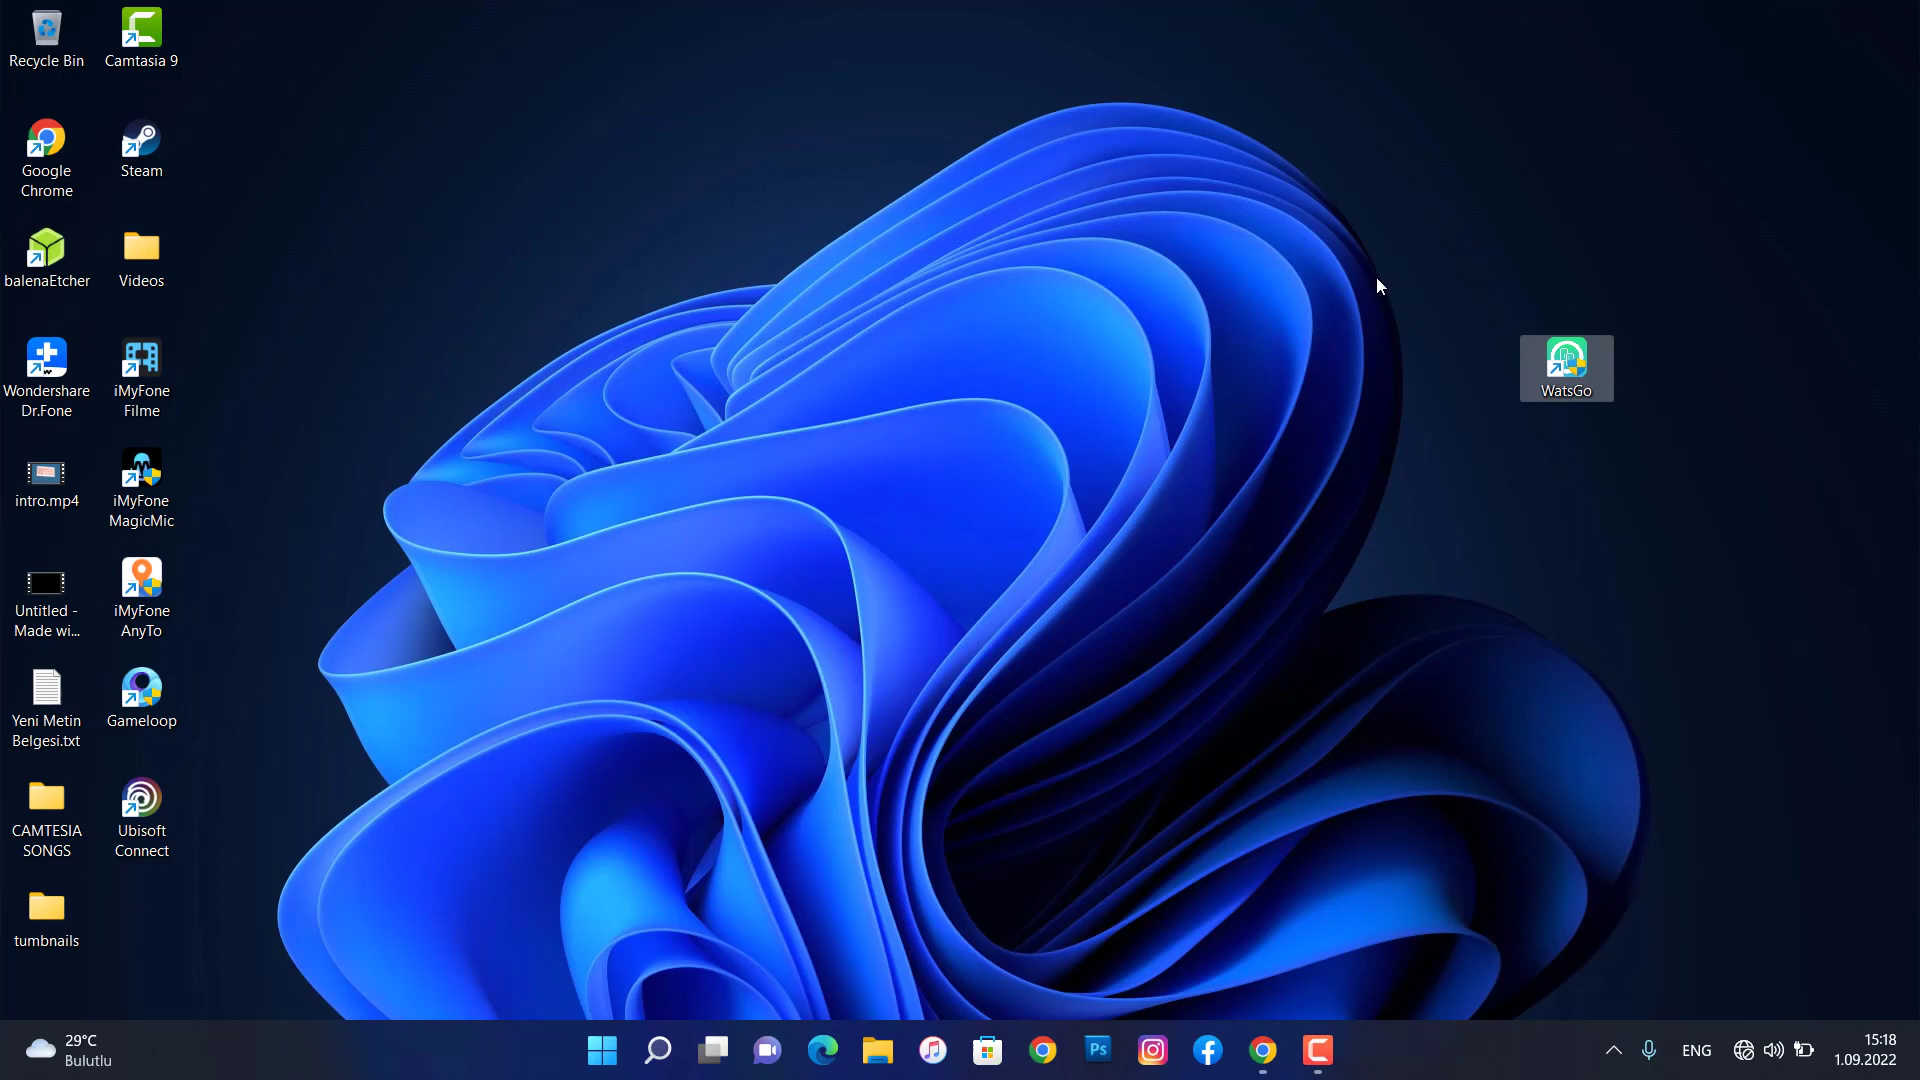 Recycle Bin
Camtasia 9
Google
Chrome
Steam
balenaEtcher
Videos
Wondershare
Dr.Fone
iMyFone
Filme
intro.mp4
iMyFone
MagicMic
Untitled -
Made wi...
iMyFone
AnyTo
Yeni Metin
Belgesi.txt
Gameloop
CAMTESIA
SONGS
Ubisoft
Connect
tumbnails
WatsGo
29°C
Bulutlu
Ps
ENG
15:18
1.09.2022